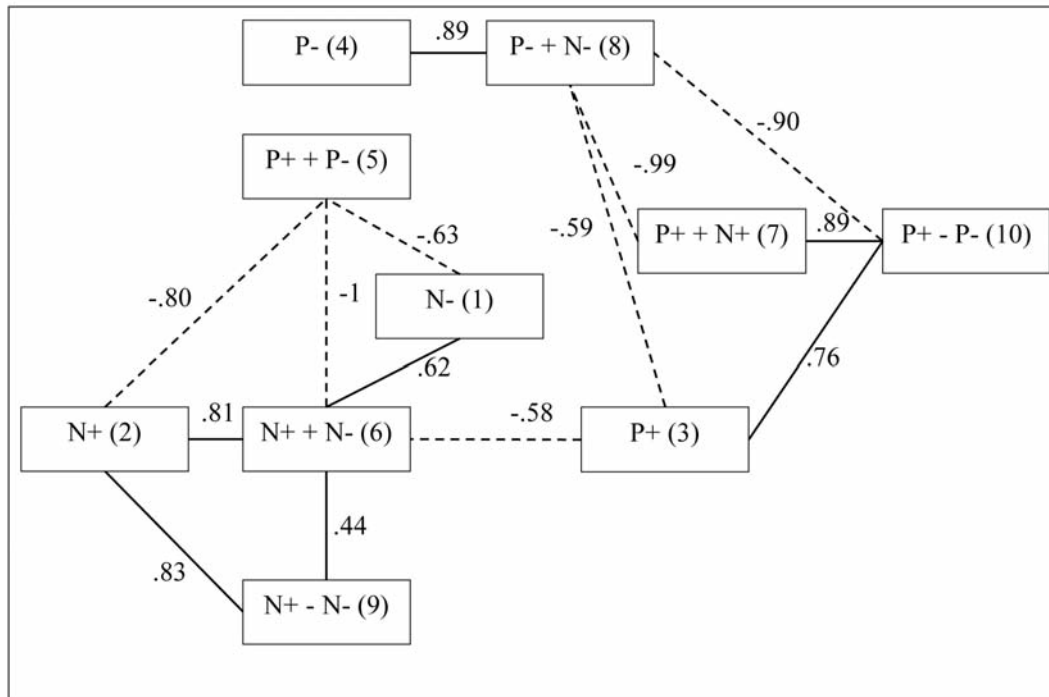 .89
P- (4)
P- + N- (8)
-.90
P+ + P- (5)
-.99
-.63
-.59
P+ + N+ (7)
.89
P+ - P- (10)
-.80
-1
N- (1)
.62
.76
N+ (2)
.81
N+ + N- (6)
-.58
P+ (3)
.44
.83
N+ - N- (9)